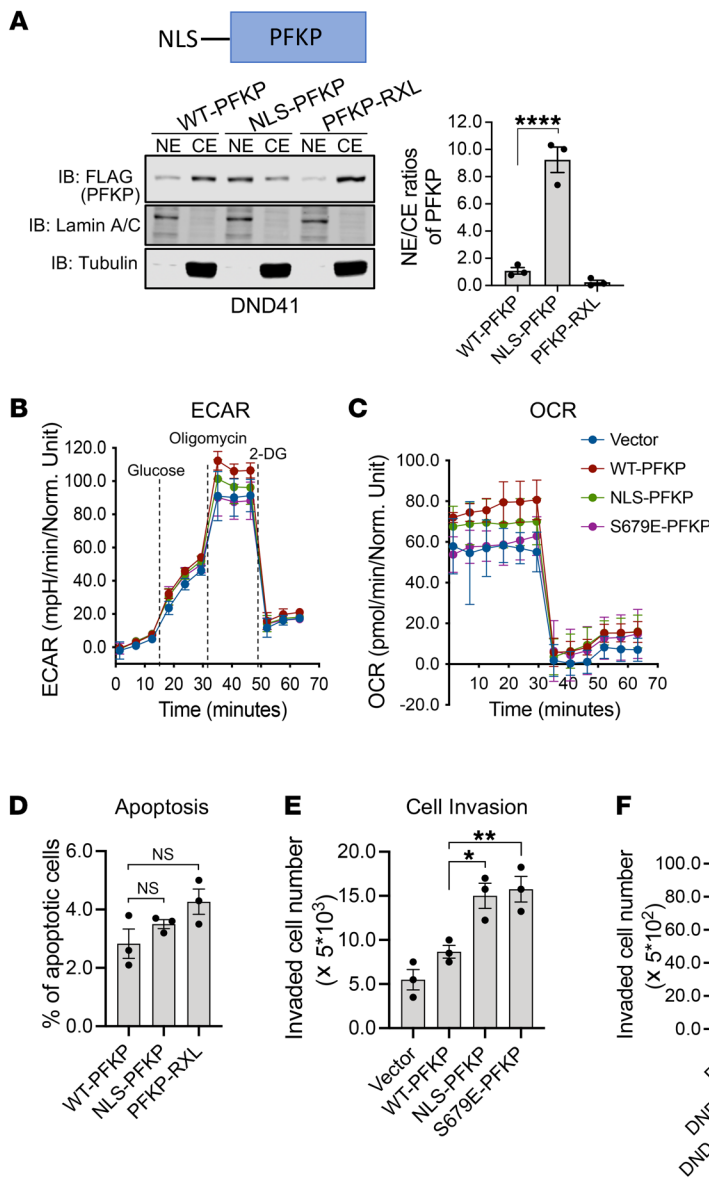 A
NLS
PFKP
WT-PFKP
NLS-PFKP
PFKP-RXL
NE CE NE CE NE CE
IB: FLAG
(PFKP)
IB: Lamin A/C
IB: Tubulin
DND41
NE/CE ratios
of PFKP
****
12.0
10.0
8.0
6.0
4.0
2.0
0.0
WT-PFKP
NLS-PFKP
PFKP-RXL
B
ECAR
Oligomycin
Glucose
2-DG
ECAR (mpH/min/Norm. Unit)
120.0
100.0
80.0
60.0
40.0
20.0
0.0
0 10 20 30 40 50 60 70
Time (minutes)
C
OCR
Vector
WT-PFKP
NLS-PFKP
S679E-PFKP
OCR (pmol/min/Norm. Unit)
100.0
80.0
60.0
40.0
20.0
0.0
-20.0
10 20 30 40 50 60 70
Time (minutes)
D
Apoptosis
% of apoptotic cells
6.0
4.0
2.0
0.0
NS
NS
WT-PFKP
NLS-PFKP
PFKP-RXL
E
Cell Invasion
Invaded cell number
(x 5*10³)
20.0
15.0
10.0
5.0
0.0
**
*
Vector
WT-PFKP
NLS-PFKP
S679E-PFKP
F
Invaded cell number
(x 5*10²)
100.0
80.0
60.0
40.0
20.0
0.0
DND